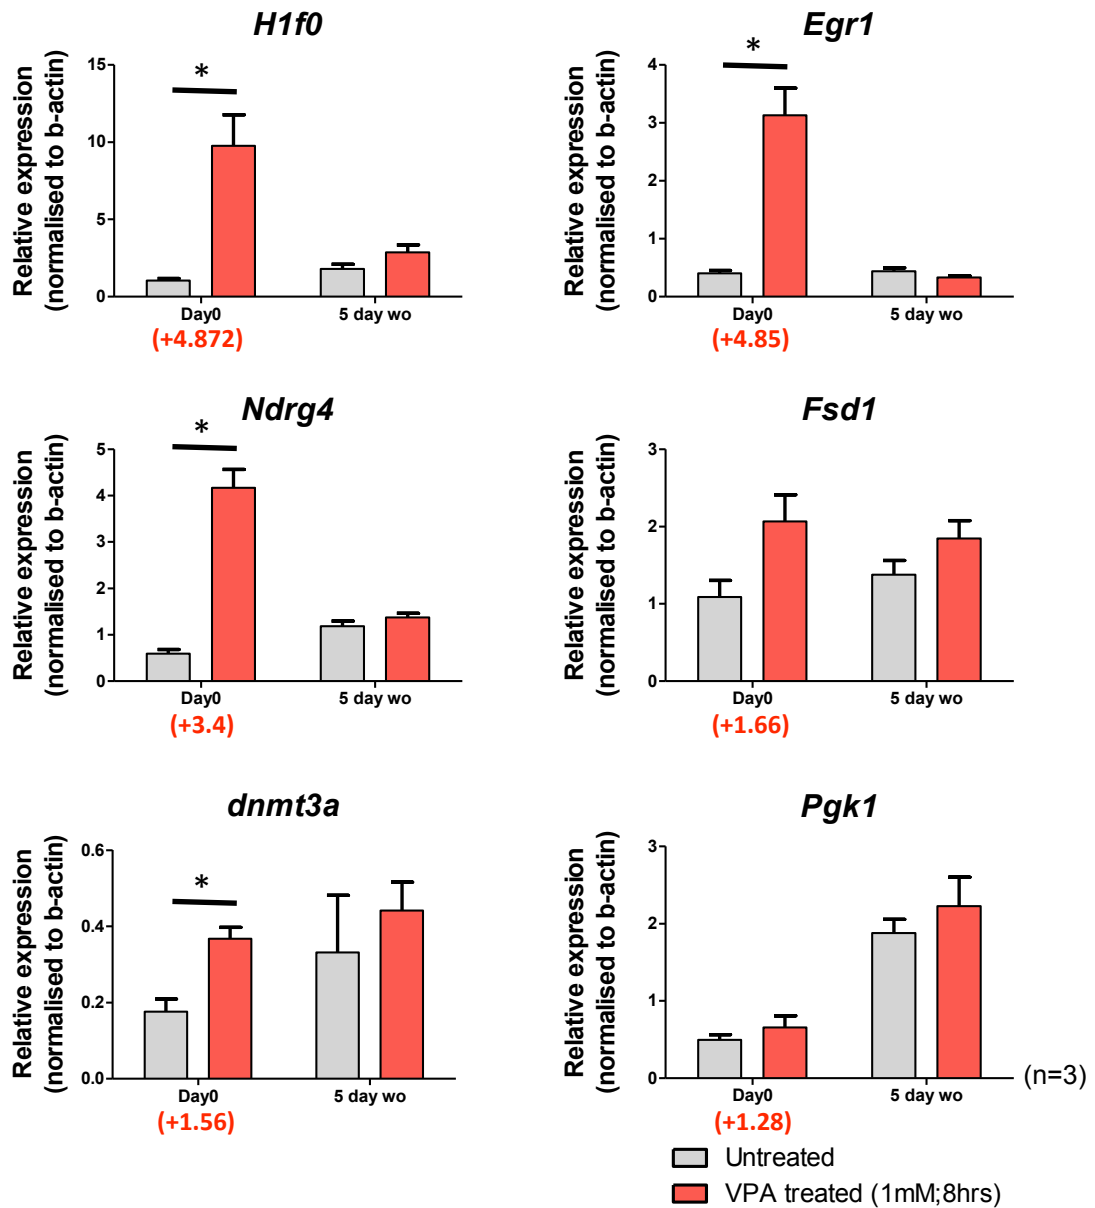 H1f0
Relative expression
(normalised to b-actin)
15
10
5
0
*
Day0
5 day wo
(+4.872)
Egr1
Relative expression
(normalised to b-actin)
4
3
2
1
0
*
Day0
5 day wo
(+4.85)
Ndrg4
Relative expression
(normalised to b-actin)
5
4
3
2
1
0
*
Day0
5 day wo
(+3.4)
Fsd1
Relative expression
(normalised to b-actin)
3
2
1
0
Day0
5 day wo
(+1.66)
dnmt3a
Relative expression
(normalised to b-actin)
0.6
0.4
0.2
0.0
*
Day0
5 day wo
(+1.56)
Pgk1
Relative expression
(normalised to b-actin)
3
2
1
0
Day0
5 day wo
(+1.28)
(n=3)
Untreated
VPA treated (1mM;8hrs)